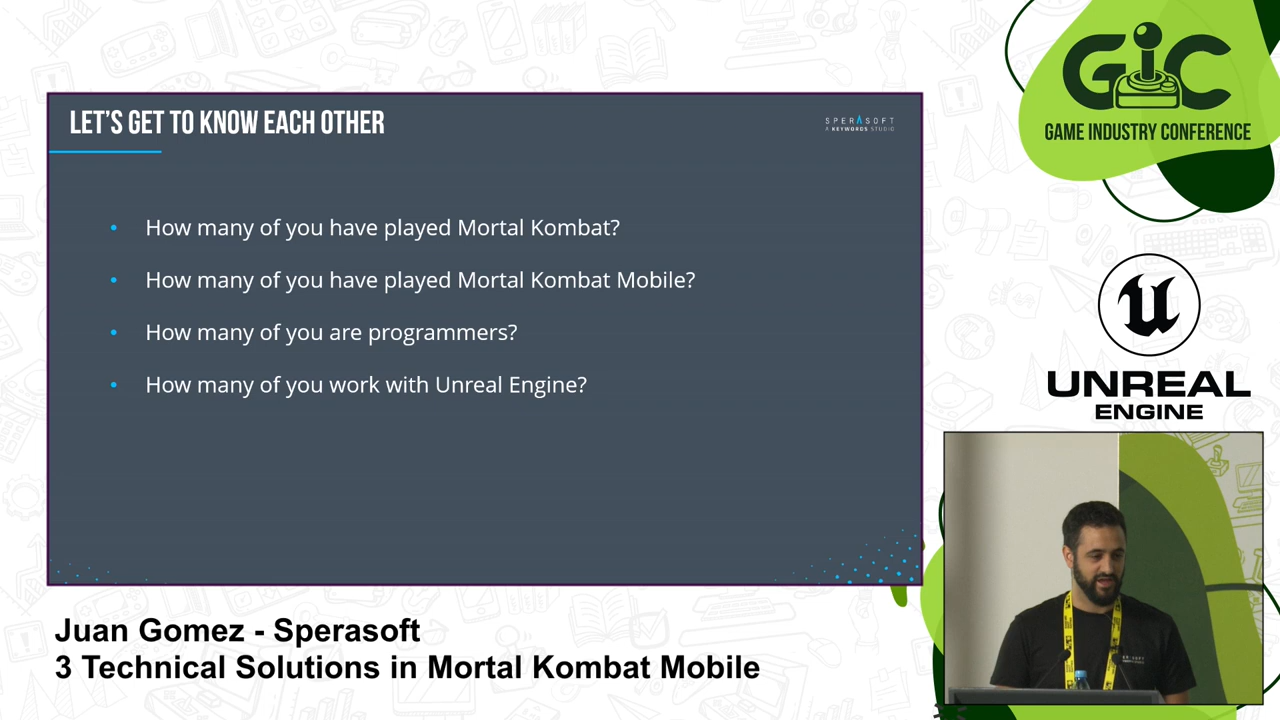 LET'S GET TO KNOW EACH OTHER
SPERASOFT
A KEYWORDS STUDIO
• How many of you have played Mortal Kombat?
• How many of you have played Mortal Kombat Mobile?
• How many of you are programmers?
• How many of you work with Unreal Engine?
Juan Gomez - Sperasoft
3 Technical Solutions in Mortal Kombat Mobile
GIC
GAME INDUSTRY CONFERENCE
UNREAL
ENGINE
SPERASOFT